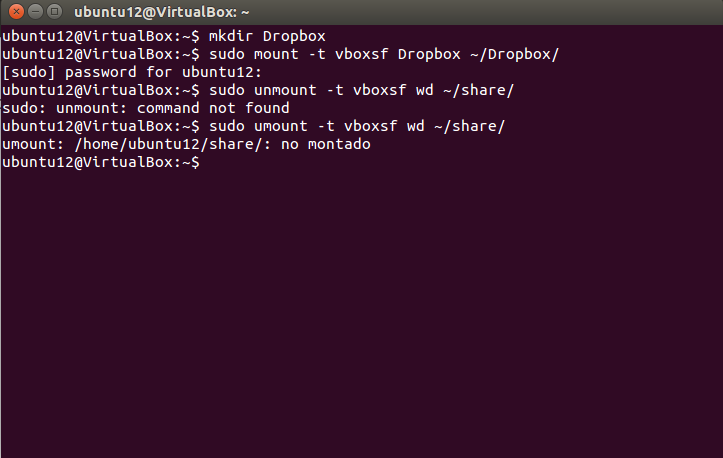 ubuntu12@VirtualBox: ~
ubuntu12@VirtualBox:~$ mkdir Dropbox
ubuntu12@VirtualBox:~$ sudo mount -t vboxsf Dropbox ~/Dropbox/
[sudo] password for ubuntu12:
ubuntu12@VirtualBox:~$ sudo unmount -t vboxsf wd ~/share/
sudo: unmount: command not found
ubuntu12@VirtualBox:~$ sudo umount -t vboxsf wd ~/share/
umount: /home/ubuntu12/share/: no montado
ubuntu12@VirtualBox:~$